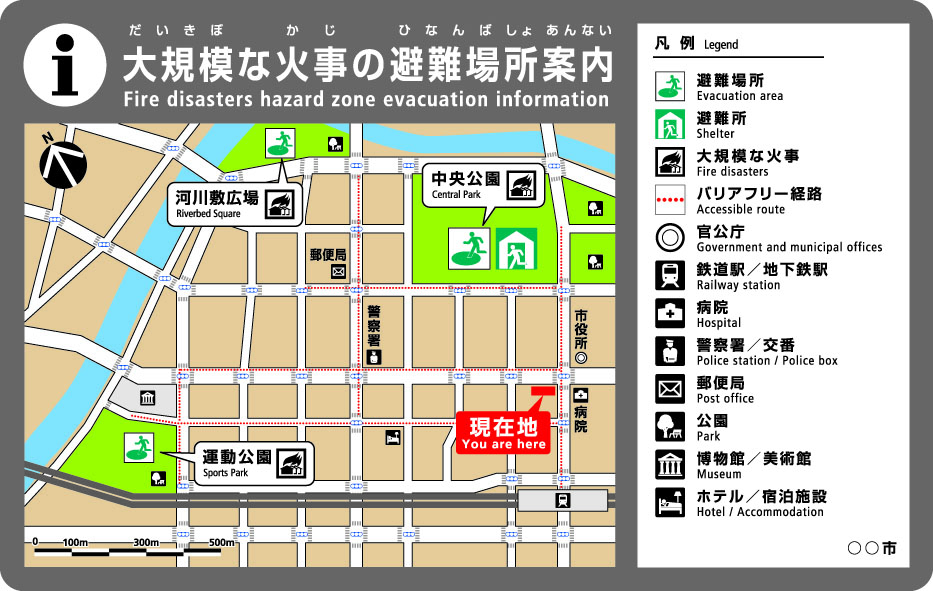 だいきぼ かじ ひなんばしょあんない
大規模な火事の避難場所案内
Fire disasters hazard zone evacuation information
N
河川敷広場
Riverbed Square
中央公園
Central Park
郵便局
警察署
市役所
現在地
You are here
病院
運動公園
Sports Park
0 100m 300m 500m
凡例 Legend
避難場所
Evacuation area
避難所
Shelter
大規模な火事
Fire disasters
バリアフリー経路
Accessible route
官公庁
Government and municipal offices
鉄道駅／地下鉄駅
Railway station
病院
Hospital
警察署／交番
Police station / Police box
郵便局
Post office
公園
Park
博物館／美術館
Museum
ホテル／宿泊施設
Hotel / Accommodation
○○市